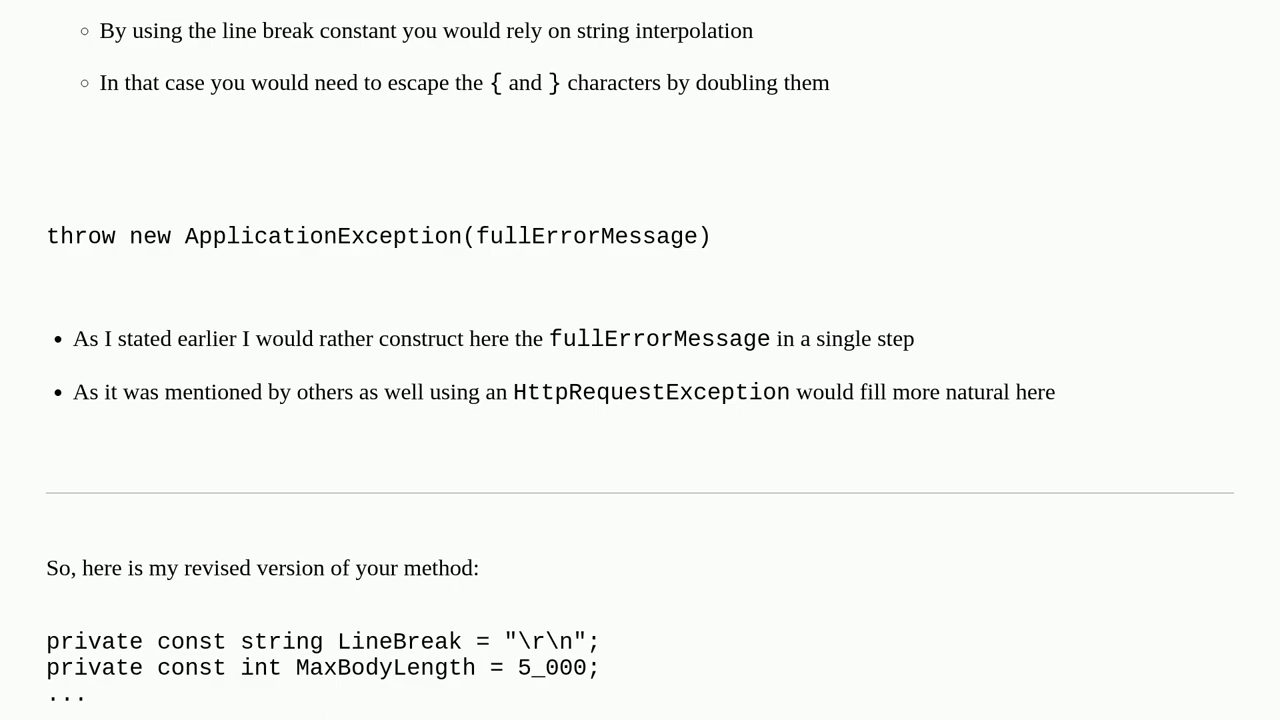 By using the line break constant you would rely on string interpolation
In that case you would need to escape the { and } characters by doubling them
throw new ApplicationException(fullErrorMessage)
As I stated earlier I would rather construct here the fullErrorMessage in a single step
As it was mentioned by others as well using an HttpRequestException would fill more natural here
So, here is my revised version of your method:
private const string LineBreak = "\r\n";
private const int MaxBodyLength = 5_000;
...